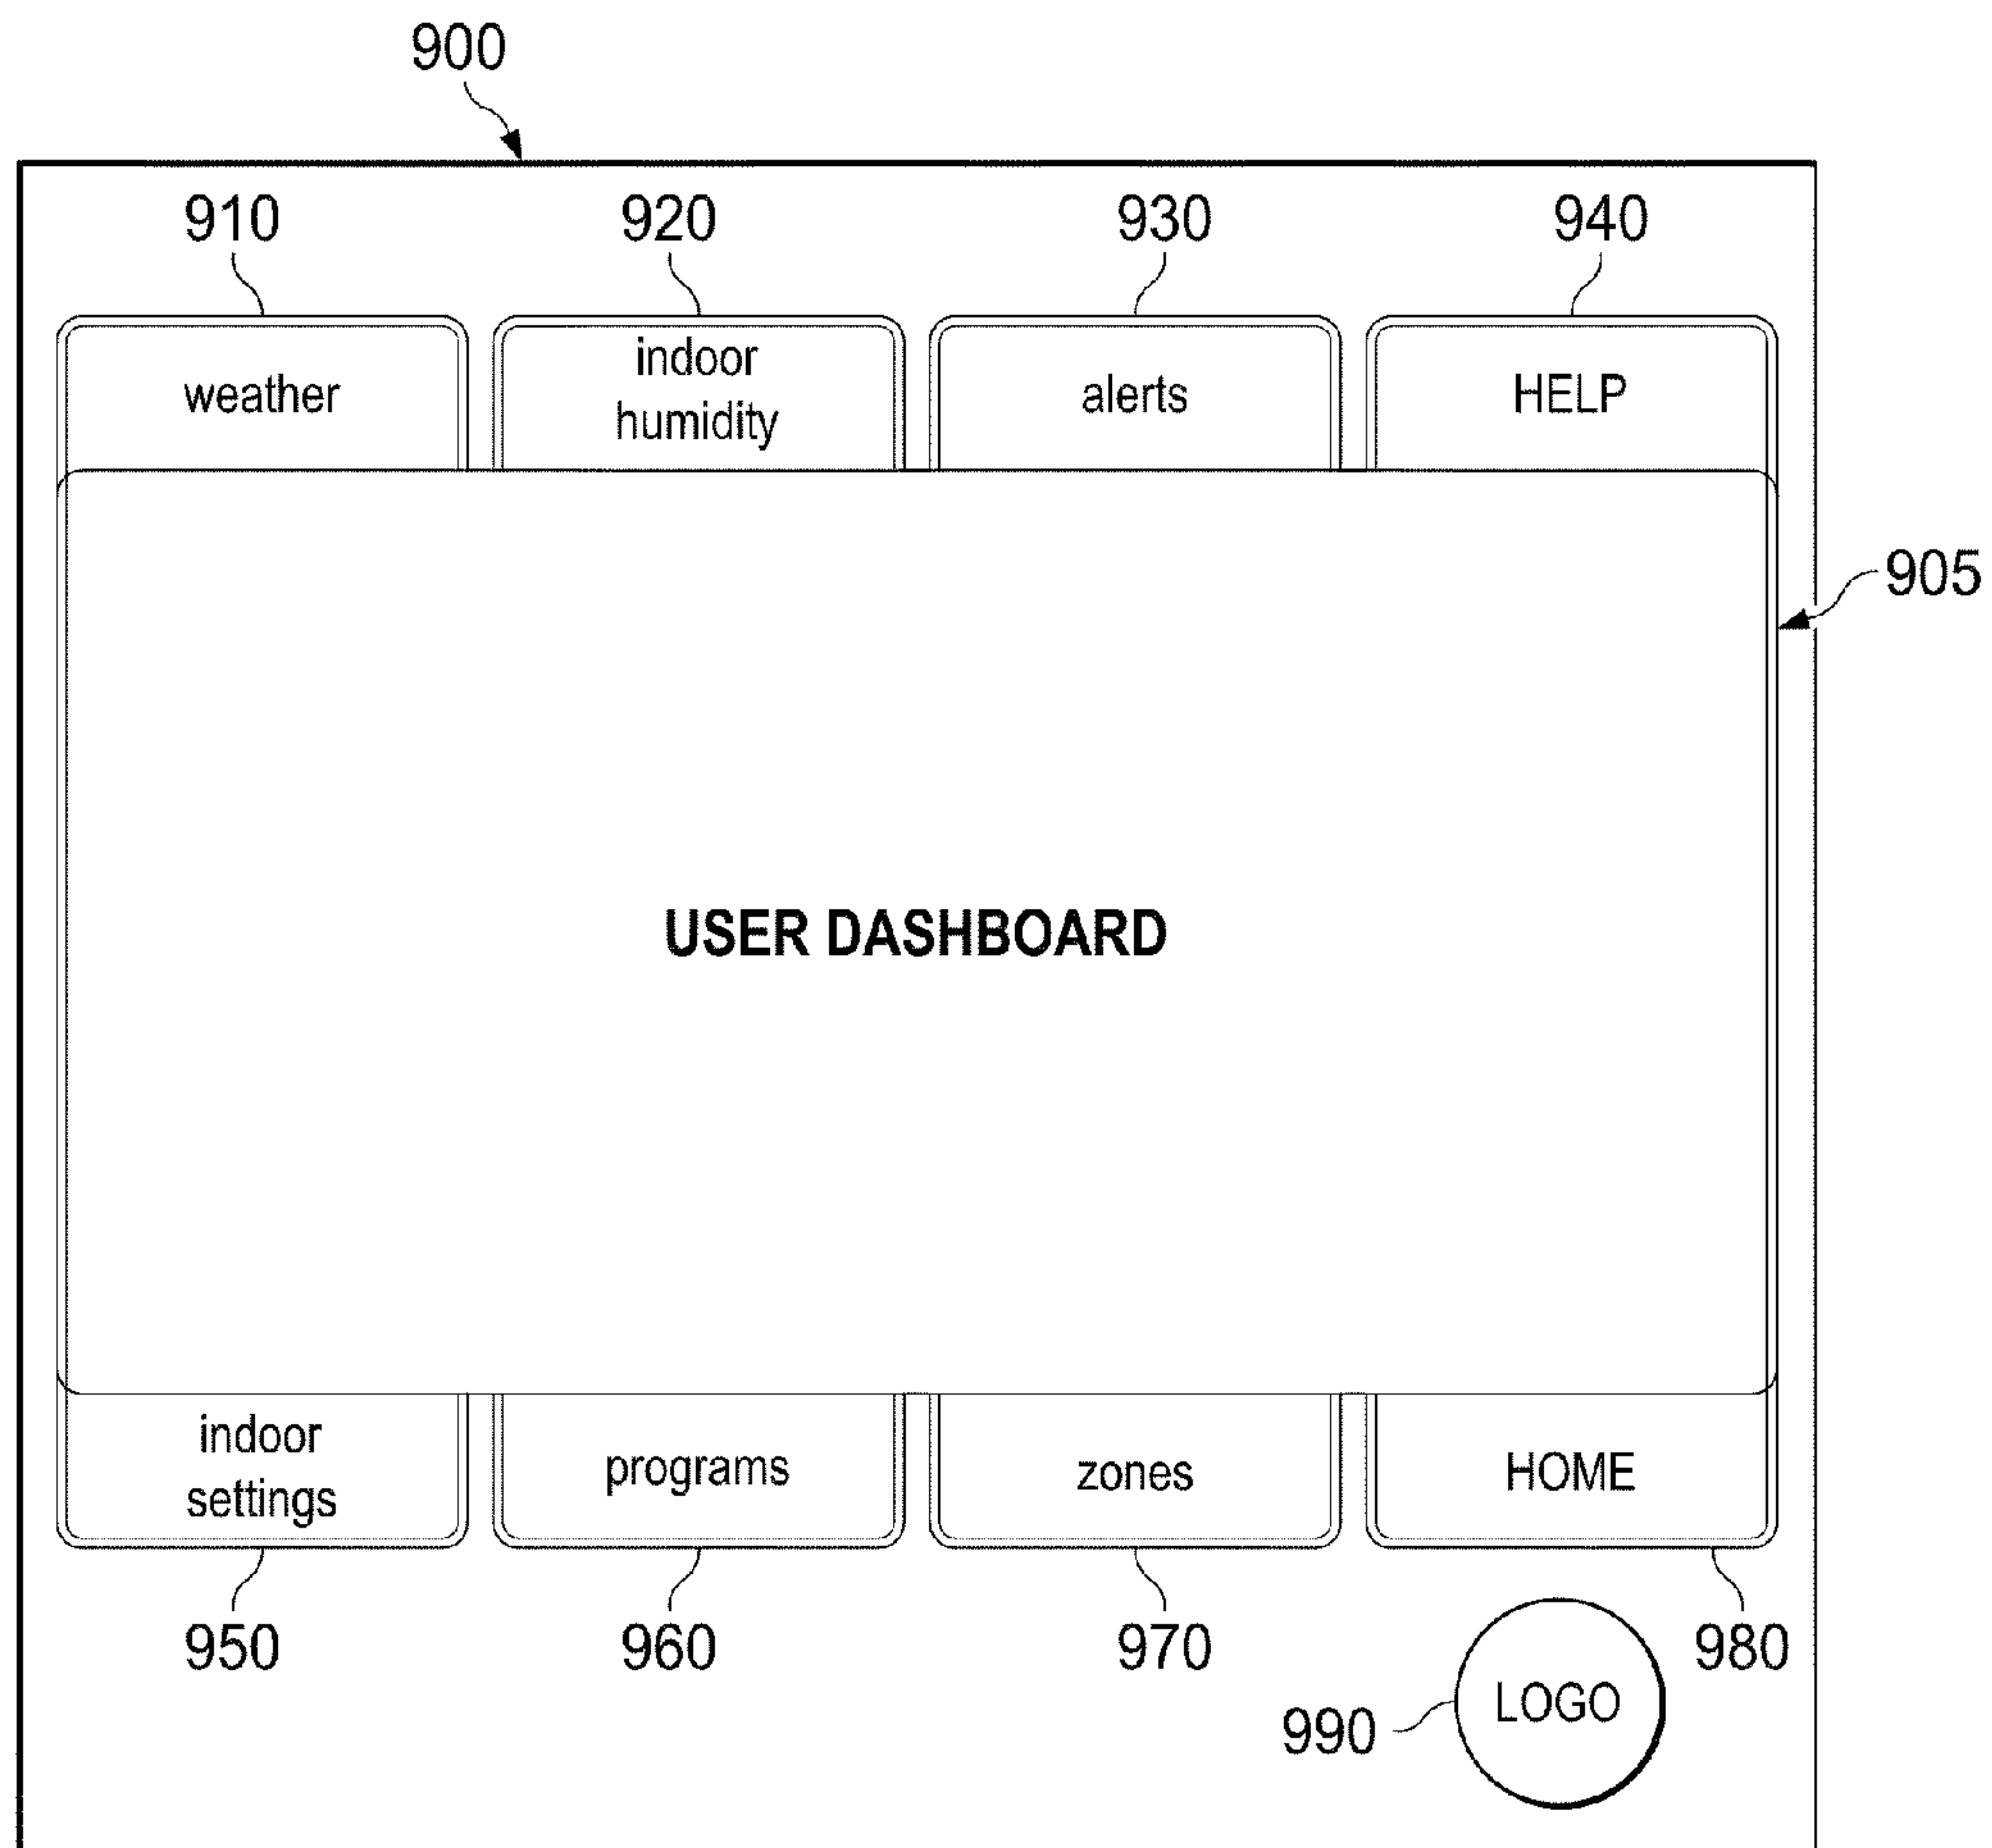 900
910
920
930
940
weather
indoor
humidity
alerts
HELP
905
USER DASHBOARD
indoor
settings
programs
zones
HOME
950
960
970
980
990
LOGO